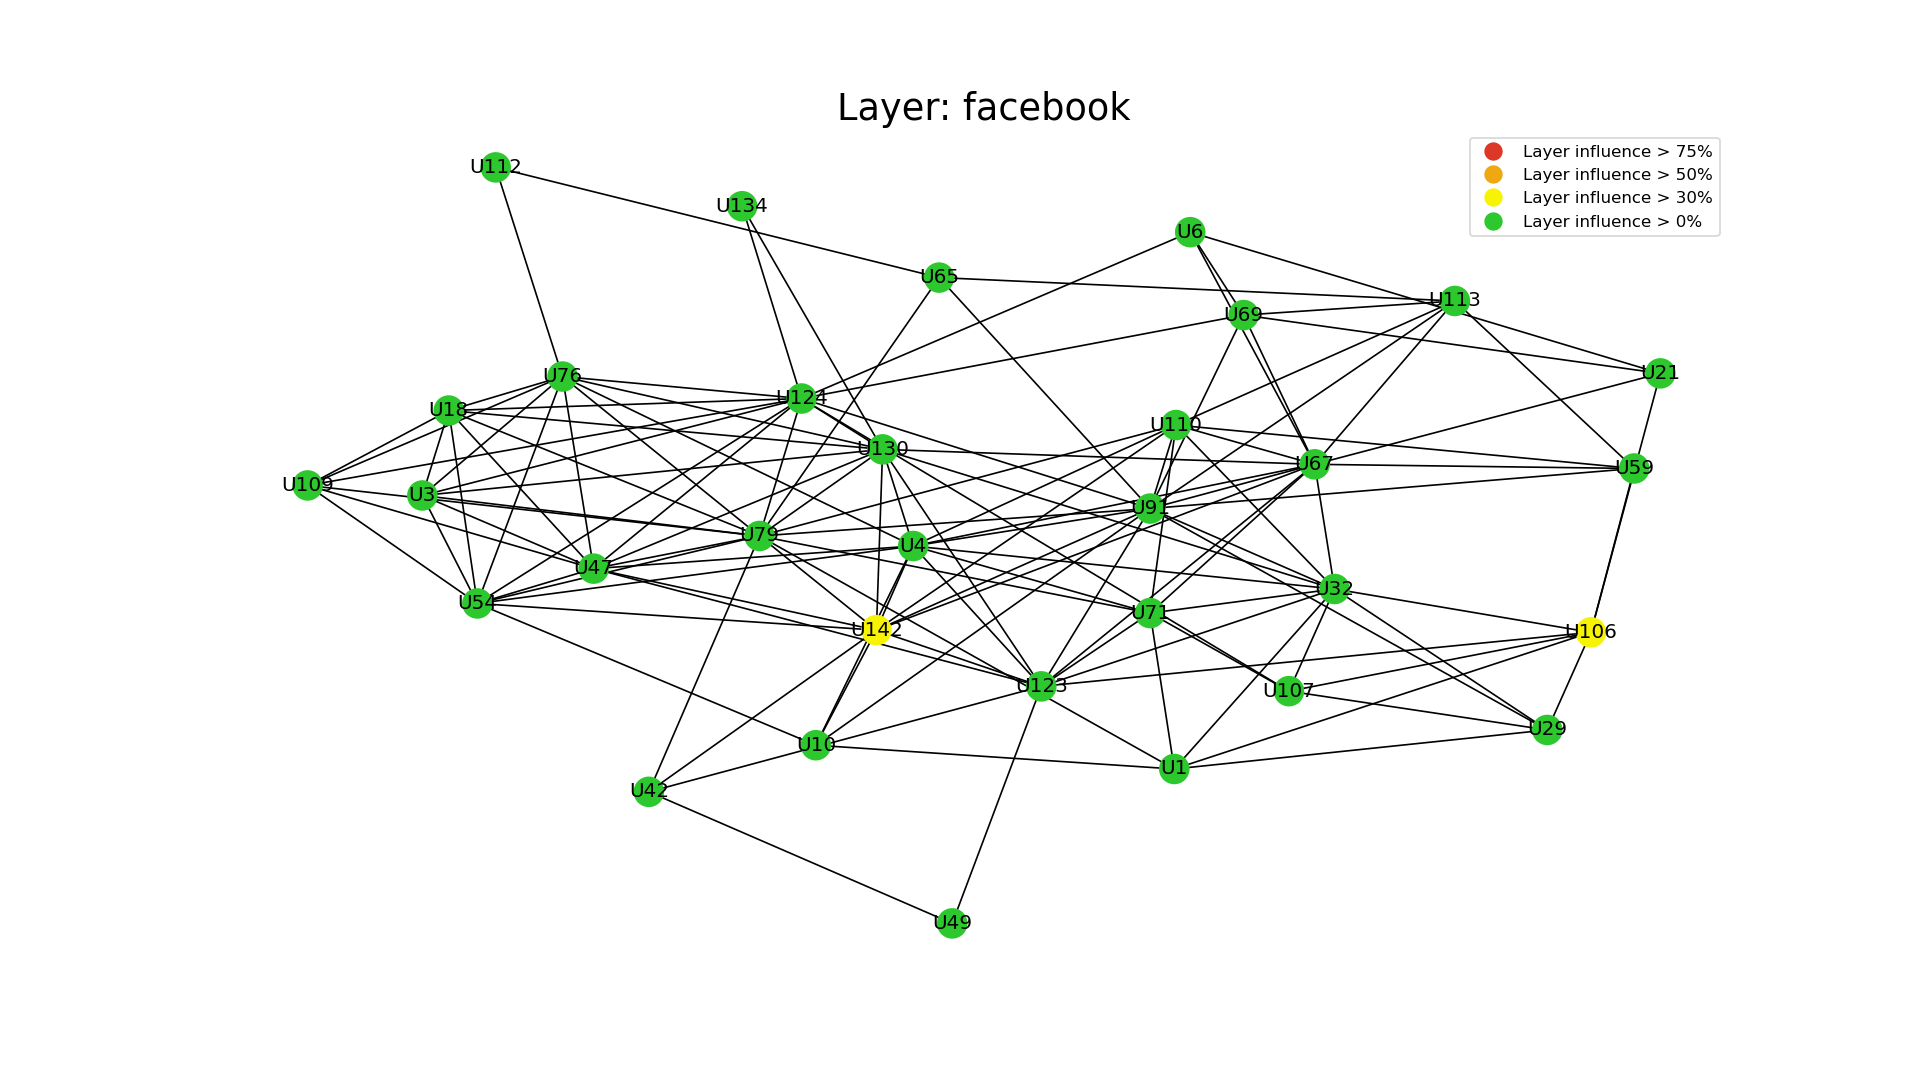 Layer: facebook
Layer influence > 75%
Layer influence > 50%
Layer influence > 30%
Layer influence > 0%
U112
U134
U6
U65
U113
U69
U21
U76
U124
U18
U110
U130
U67
U59
U109
U3
U91
U79
U4
U47
U32
U54
U71
U142
U106
U123
U107
U29
U10
U1
U42
U49